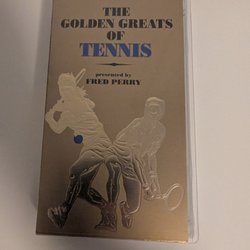 THE
GOLDEN GREATS
OF
TENNIS
presented by
FRED PERRY